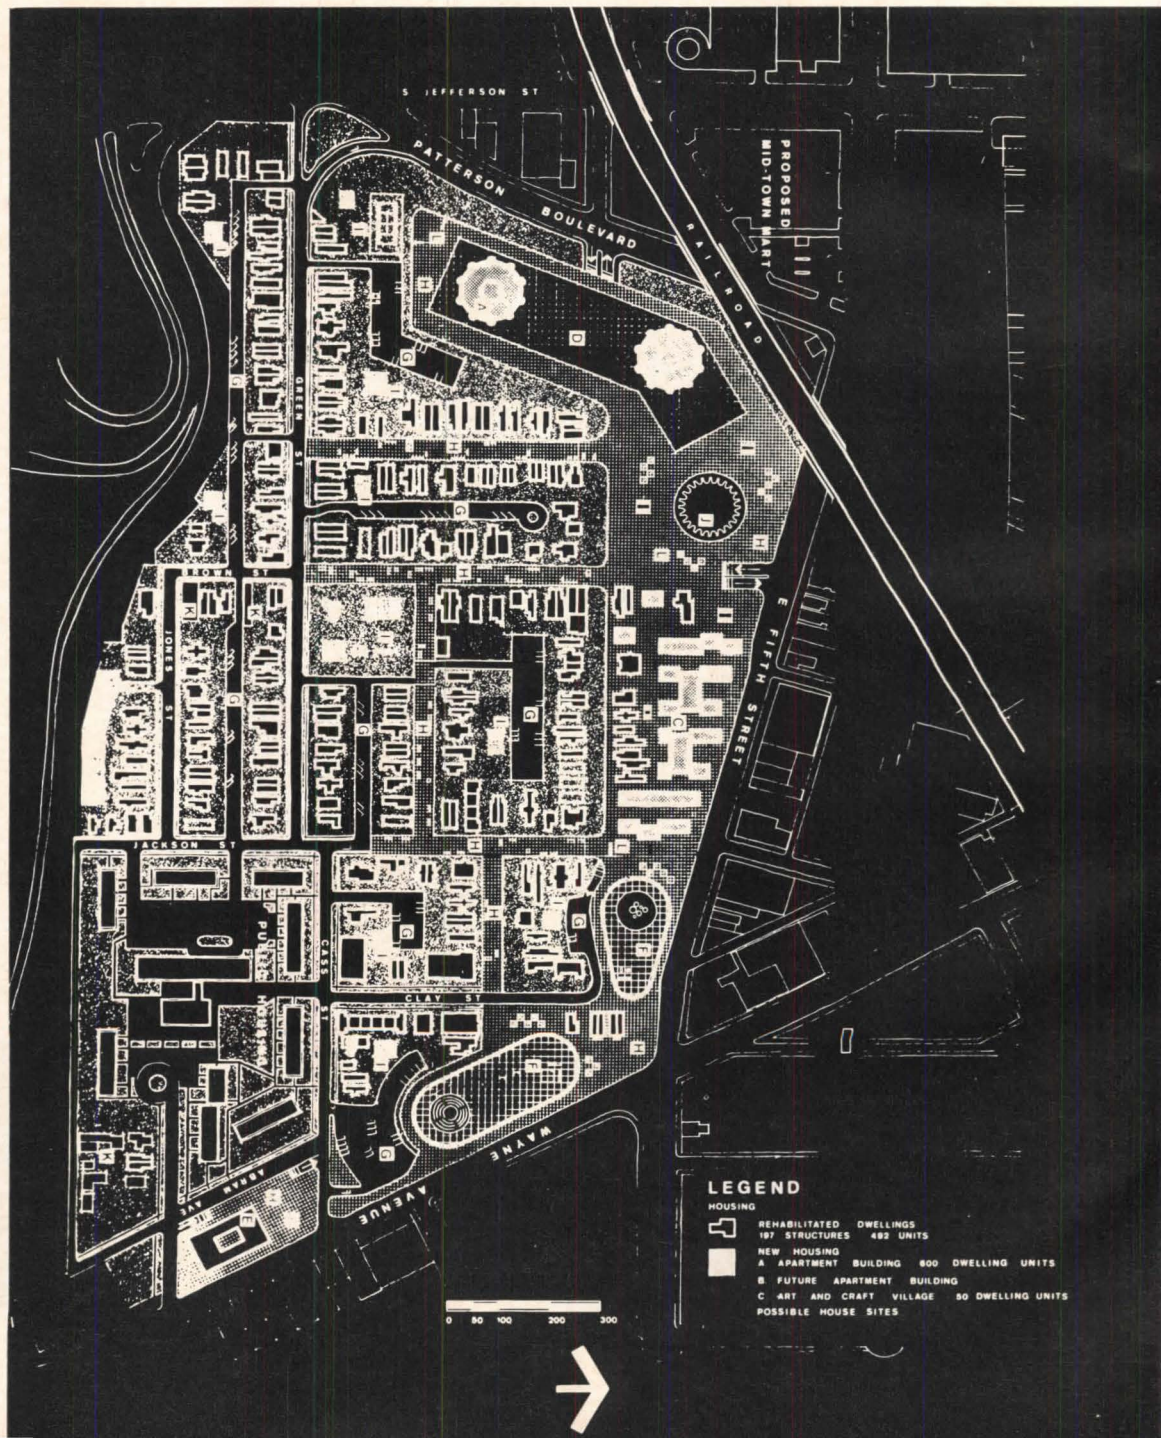 S JEFFERSON ST
PATTERSON
BOULEVARD
RAILROAD
PROPOSED
MID-TOWN MART
A
D
H
L
G
G
GREEN ST
H
I
I
J
H
L
I
G
BROWN ST
H
K
K
JONES ST
G
G
H
G
C
E FIFTH STREET
JACKSON ST
H
L
H
G
G
F
PUBLIC HOUSING
CASS ST
CLAY ST
H
G
WAYNE
AVENUE
ABRAM AVE
E
LEGEND
HOUSING
REHABILITATED DWELLINGS
197 STRUCTURES 492 UNITS
NEW HOUSING
A APARTMENT BUILDING 600 DWELLING UNITS
B FUTURE APARTMENT BUILDING
C ART AND CRAFT VILLAGE 50 DWELLING UNITS
POSSIBLE HOUSE SITES
0 50 100 200 300